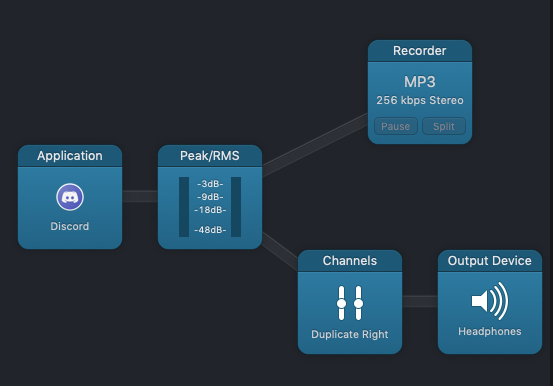 Recorder
MP3
256 kbps Stereo
Pause Split
Application
Discord
Peak/RMS
-3dB-
-9dB-
-18dB-
-48dB-
Channels
Duplicate Right
Output Device
Headphones